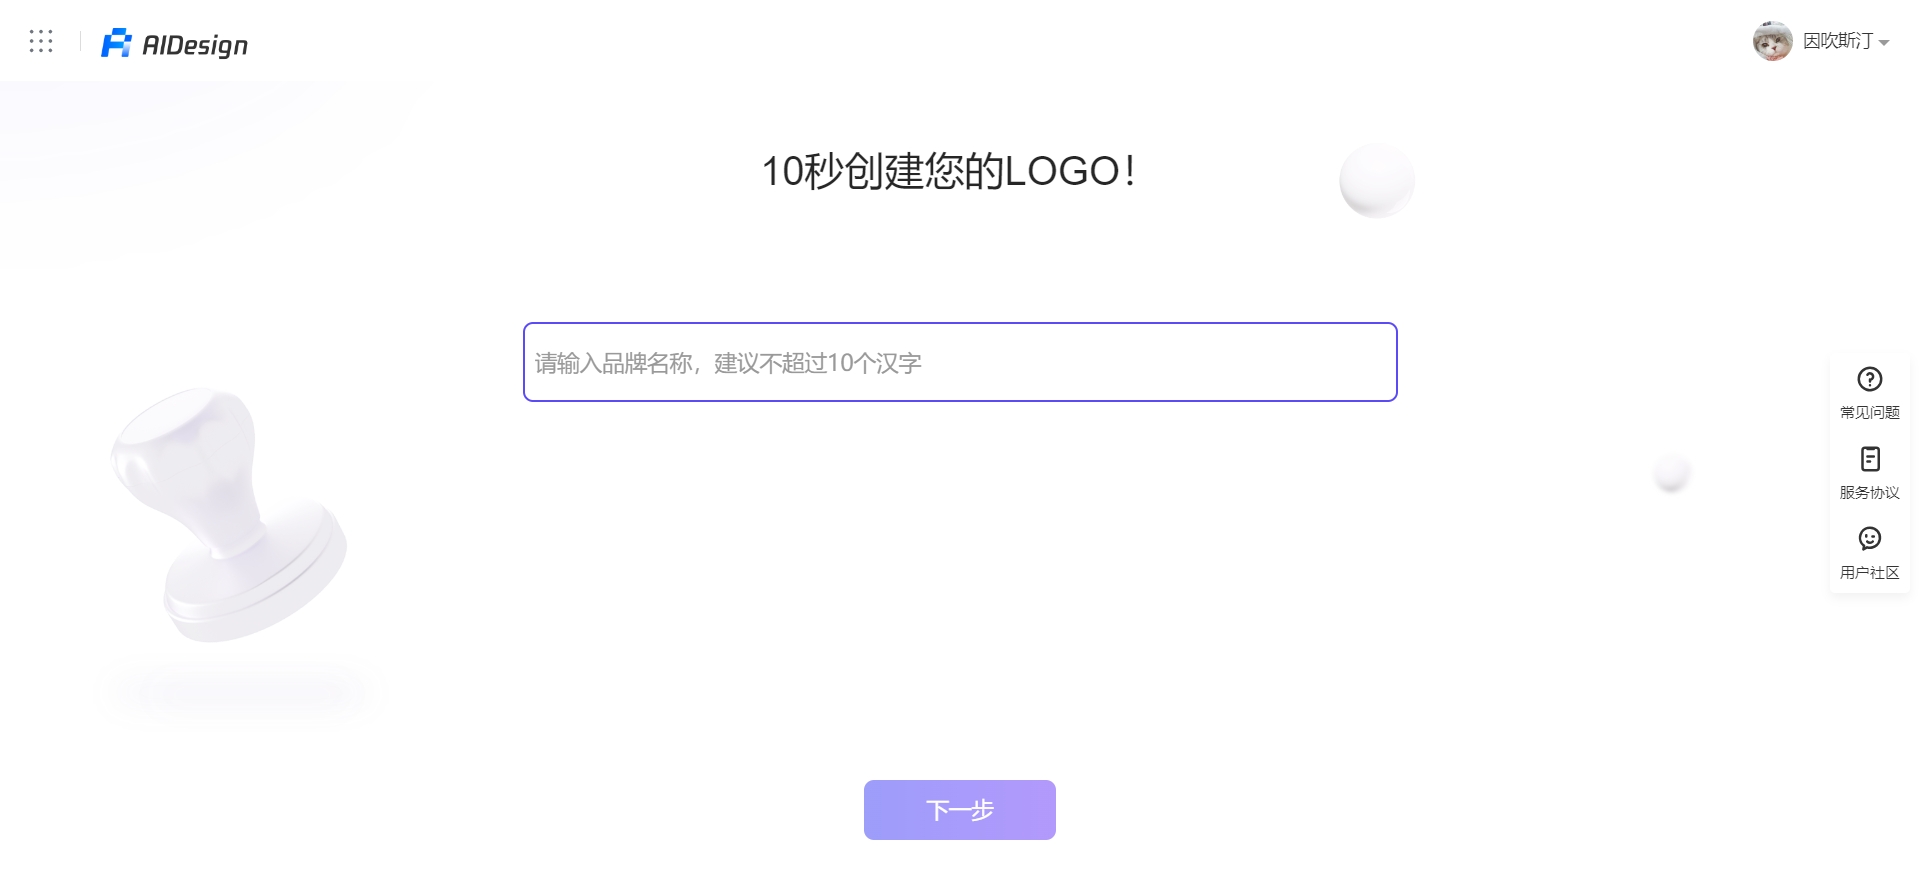 AIDesign
因吹斯汀
10秒创建您的LOGO！
请输入品牌名称，建议不超过10个汉字
常见问题
服务协议
用户社区
下一步